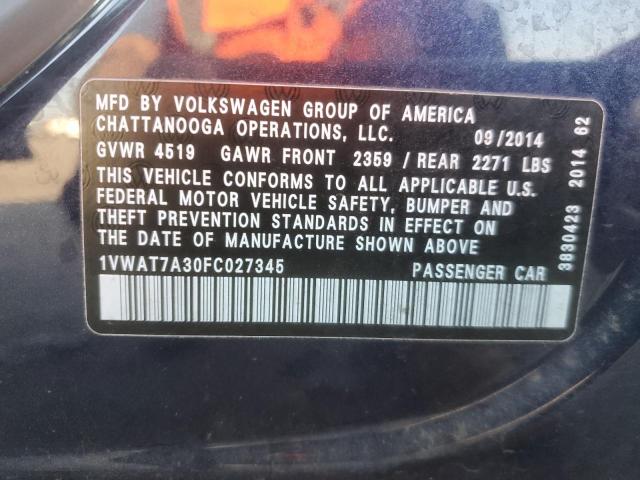 MFD BY VOLKSWAGEN GROUP OF AMERICA
CHATTANOOGA OPERATIONS, LLC. 09/2014
GVWR 4519 GAWR FRONT 2359 / REAR 2271 LBS
THIS VEHICLE CONFORMS TO ALL APPLICABLE U.S.
FEDERAL MOTOR VEHICLE SAFETY, BUMPER AND
THEFT PREVENTION STANDARDS IN EFFECT ON
THE DATE OF MANUFACTURE SHOWN ABOVE
1VWAT7A30FC027345 PASSENGER CAR
3830423 2014 62